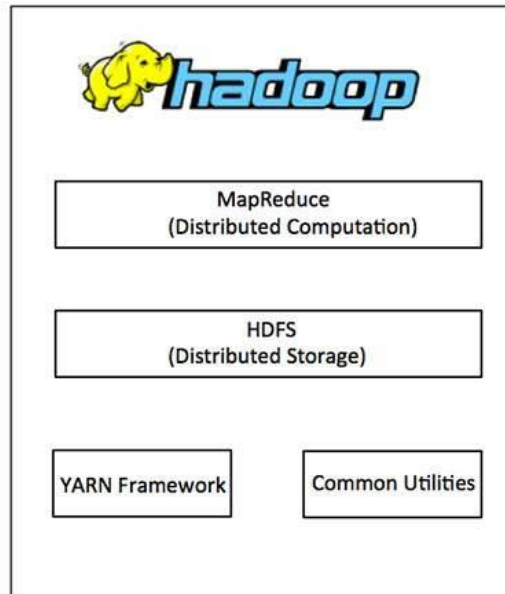 hadoop
MapReduce
(Distributed Computation)
HDFS
(Distributed Storage)
YARN Framework
Common Utilities